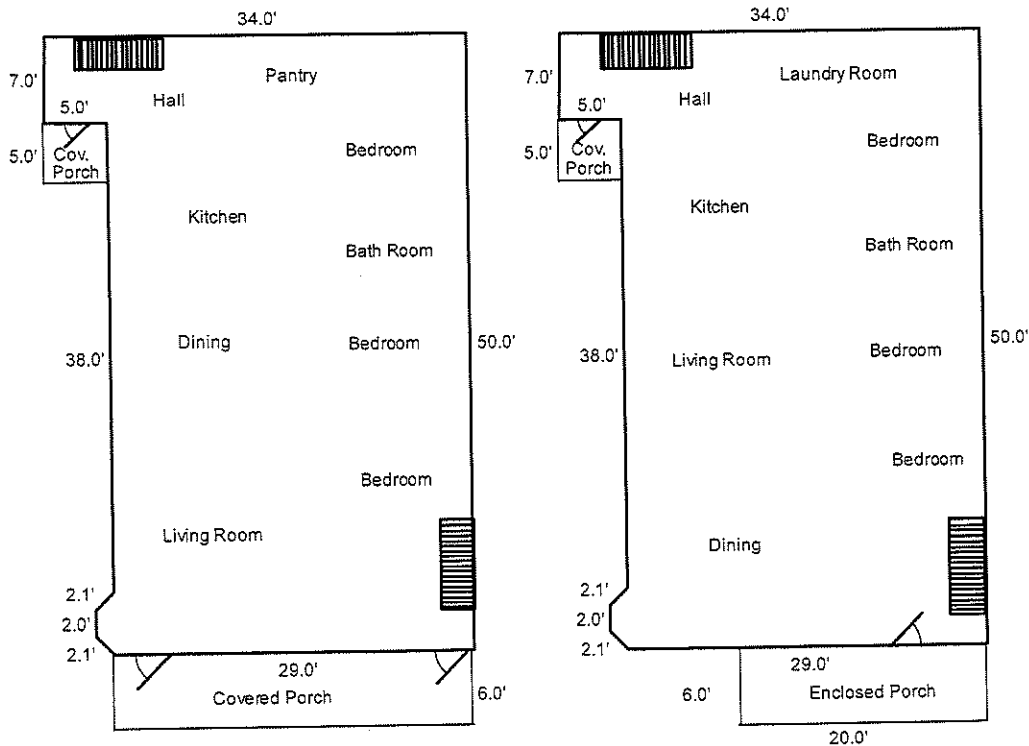 34.0'
7.0'
Pantry
Hall
5.0'
5.0'
Cov.
Porch
Bedroom
Kitchen
Bath Room
Dining
Bedroom
50.0'
38.0'
Bedroom
Living Room
2.1'
2.0'
2.1'
29.0'
Covered Porch
6.0'
34.0'
7.0'
Laundry Room
Hall
5.0'
5.0'
Cov.
Porch
Bedroom
Kitchen
Bath Room
Living Room
Bedroom
50.0'
38.0'
Bedroom
Dining
2.1'
2.0'
2.1'
29.0'
6.0'
Enclosed Porch
20.0'